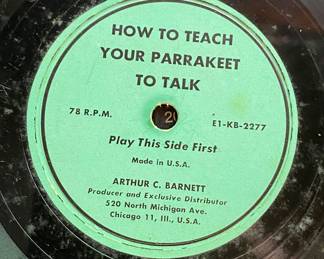 HOW TO TEACH
YOUR PARRAKEET
TO TALK
78 R.P.M.
E1-KB-2277
Play This Side First
Made in U.S.A.
ARTHUR C. BARNETT
Producer and Exclusive Distributor
520 North Michigan Ave.
Chicago 11, Ill., U.S.A.